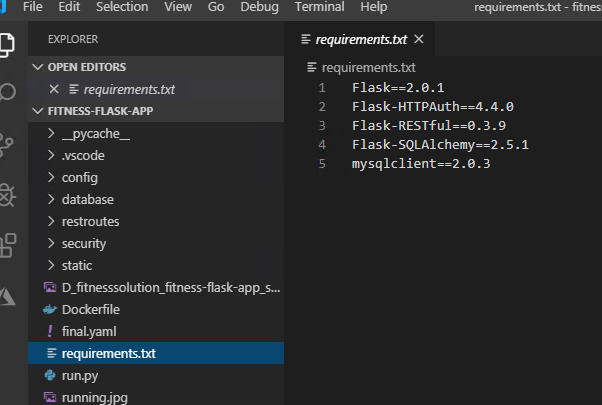 File Edit Selection View Go Debug Terminal Help requirements.txt - fitness
EXPLORER
OPEN EDITORS
requirements.txt
FITNESS-FLASK-APP
__pycache__
.vscode
config
database
restroutes
security
static
D_fitnesssolution_fitness-flask-app_s...
Dockerfile
final.yaml
requirements.txt
run.py
running.jpg
requirements.txt
requirements.txt
1 Flask==2.0.1
2 Flask-HTTPAuth==4.4.0
3 Flask-RESTful==0.3.9
4 Flask-SQLAlchemy==2.5.1
5 mysqlclient==2.0.3